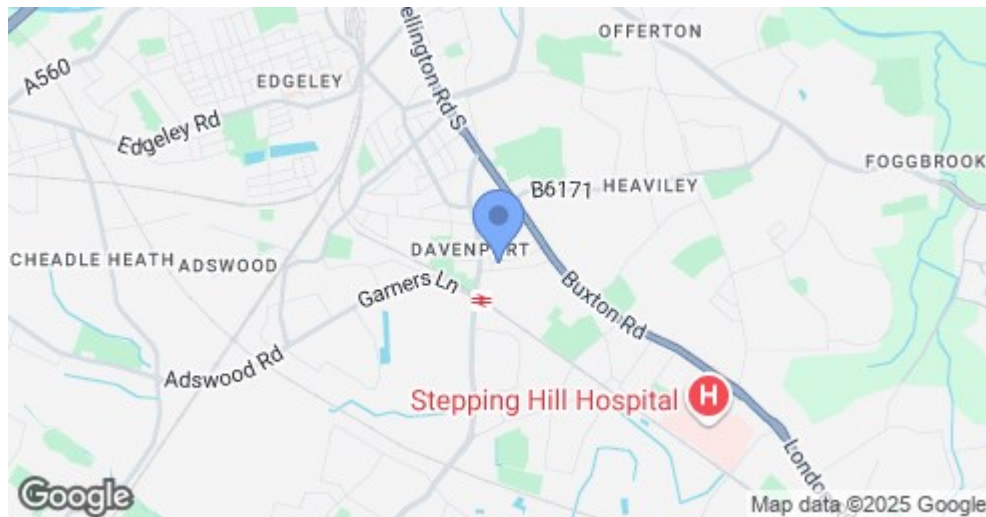 ellington Rd S
OFFERTON
A560
EDGELEY
Edgeley Rd
FOGGBROOK
B6171
HEAVILEY
DAVENPORT
CHEADLE HEATH
ADSWOOD
Garners Ln
Buxton Rd
Adswood Rd
Stepping Hill Hospital
H
Londo
Google
Map data ©2025 Google